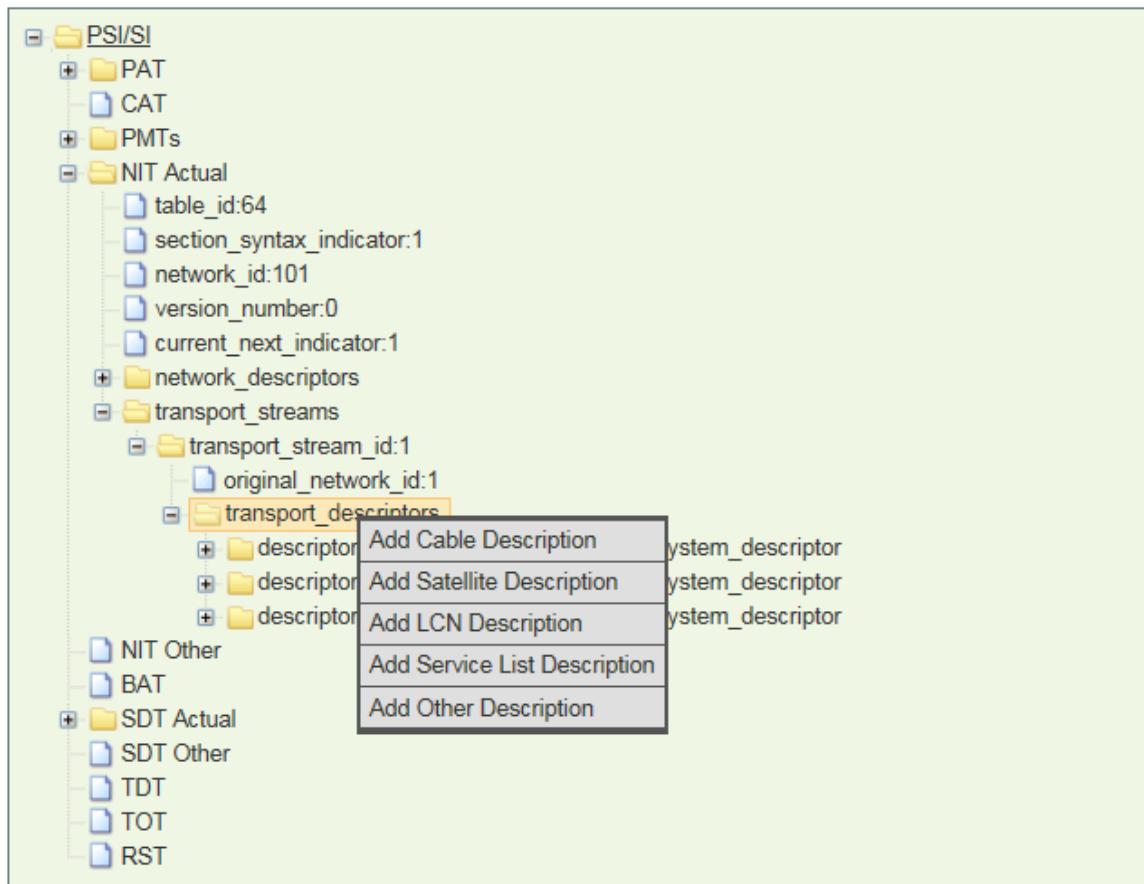 PSI/SI
PAT
CAT
PMTs
NIT Actual
table_id:64
section_syntax_indicator:1
network_id:101
version_number:0
current_next_indicator:1
network_descriptors
transport_streams
transport_stream_id:1
original_network_id:1
transport_descriptors
Add Cable Description
descriptor ystem_descriptor
Add Satellite Description
descriptor ystem_descriptor
Add LCN Description
descriptor ystem_descriptor
NIT Other
Add Service List Description
BAT
Add Other Description
SDT Actual
SDT Other
TDT
TOT
RST